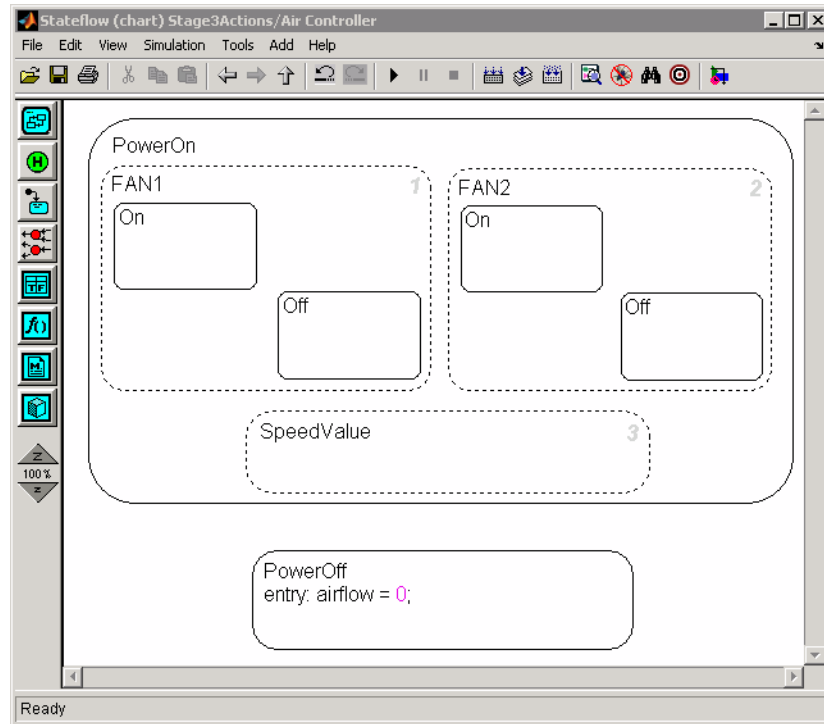 Stateflow (chart) Stage3Actions/Air Controller
File Edit View Simulation Tools Add Help
PowerOn
FAN1 1
FAN2 2
On
Off
On
Off
SpeedValue 3
PowerOff
entry: airflow = 0;
H
T F
f()
M
Z
100%
z
Ready